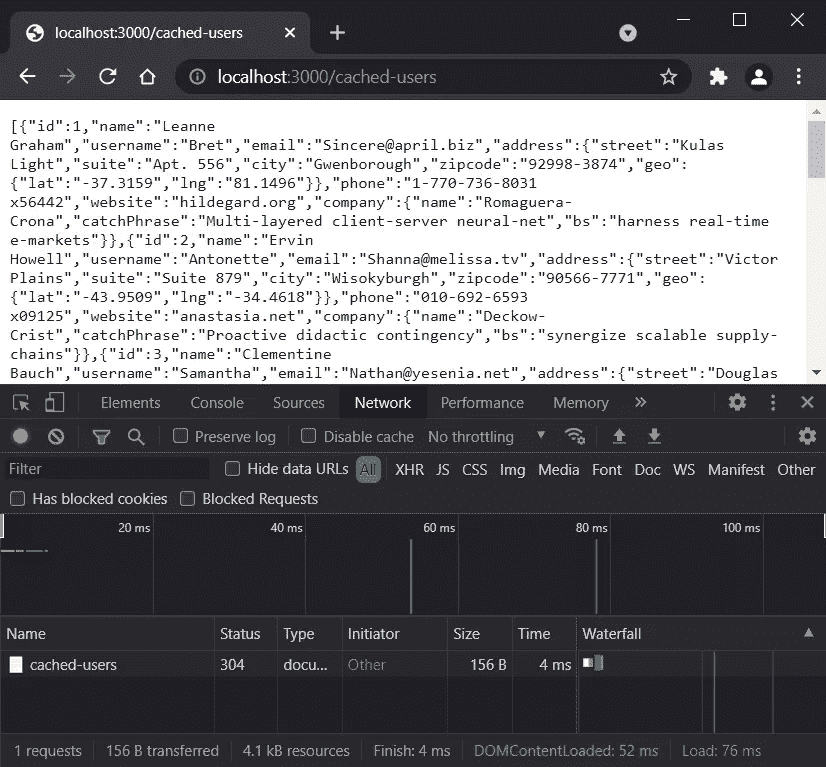 localhost:3000/cached-users
localhost:3000/cached-users
[{"id":1,"name":"Leanne
Graham","username":"Bret","email":"Sincere@april.biz","address":{"street":"Kulas
Light","suite":"Apt. 556","city":"Gwenborough","zipcode":"92998-3874","geo":
{"lat":"-37.3159","lng":"81.1496"}},"phone":"1-770-736-8031
x56442","website":"hildegard.org","company":{"name":"Romaguera-
Crona","catchPhrase":"Multi-layered client-server neural-net","bs":"harness real-time
e-markets"}},{"id":2,"name":"Ervin
Howell","username":"Antonette","email":"Shanna@melissa.tv","address":{"street":"Victor
Plains","suite":"Suite 879","city":"Wisokyburgh","zipcode":"90566-7771","geo":
{"lat":"-43.9509","lng":"-34.4618"}},"phone":"010-692-6593
x09125","website":"anastasia.net","company":{"name":"Deckow-
Crist","catchPhrase":"Proactive didactic contingency","bs":"synergize scalable supply-
chains"}},{"id":3,"name":"Clementine
Bauch","username":"Samantha","email":"Nathan@yesenia.net","address":{"street":"Douglas
Elements Console Sources Network Performance Memory »
Preserve log Disable cache No throttling
Filter Hide data URLs All XHR JS CSS Img Media Font Doc WS Manifest Other
Has blocked cookies Blocked Requests
20 ms 40 ms 60 ms 80 ms 100 ms
Name Status Type Initiator Size Time Waterfall
cached-users 304 docu... Other 156 B 4 ms
1 requests 156 B transferred 4.1 kB resources Finish: 4 ms DOMContentLoaded: 52 ms Load: 76 ms